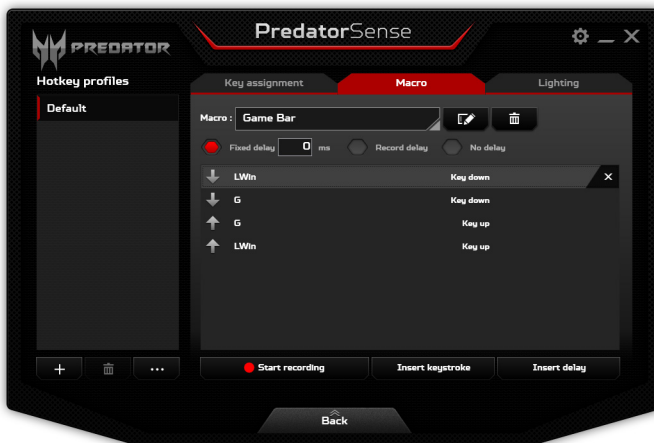 PredatorSense
PREDATOR
Hotkey profiles
Default
Key assignment
Macro
Lighting
Macro : Game Bar
Fixed delay 0 ms Record delay No delay
LWin Key down
G Key down
G Key up
LWin Key up
Start recording
Insert keystroke
Insert delay
Back